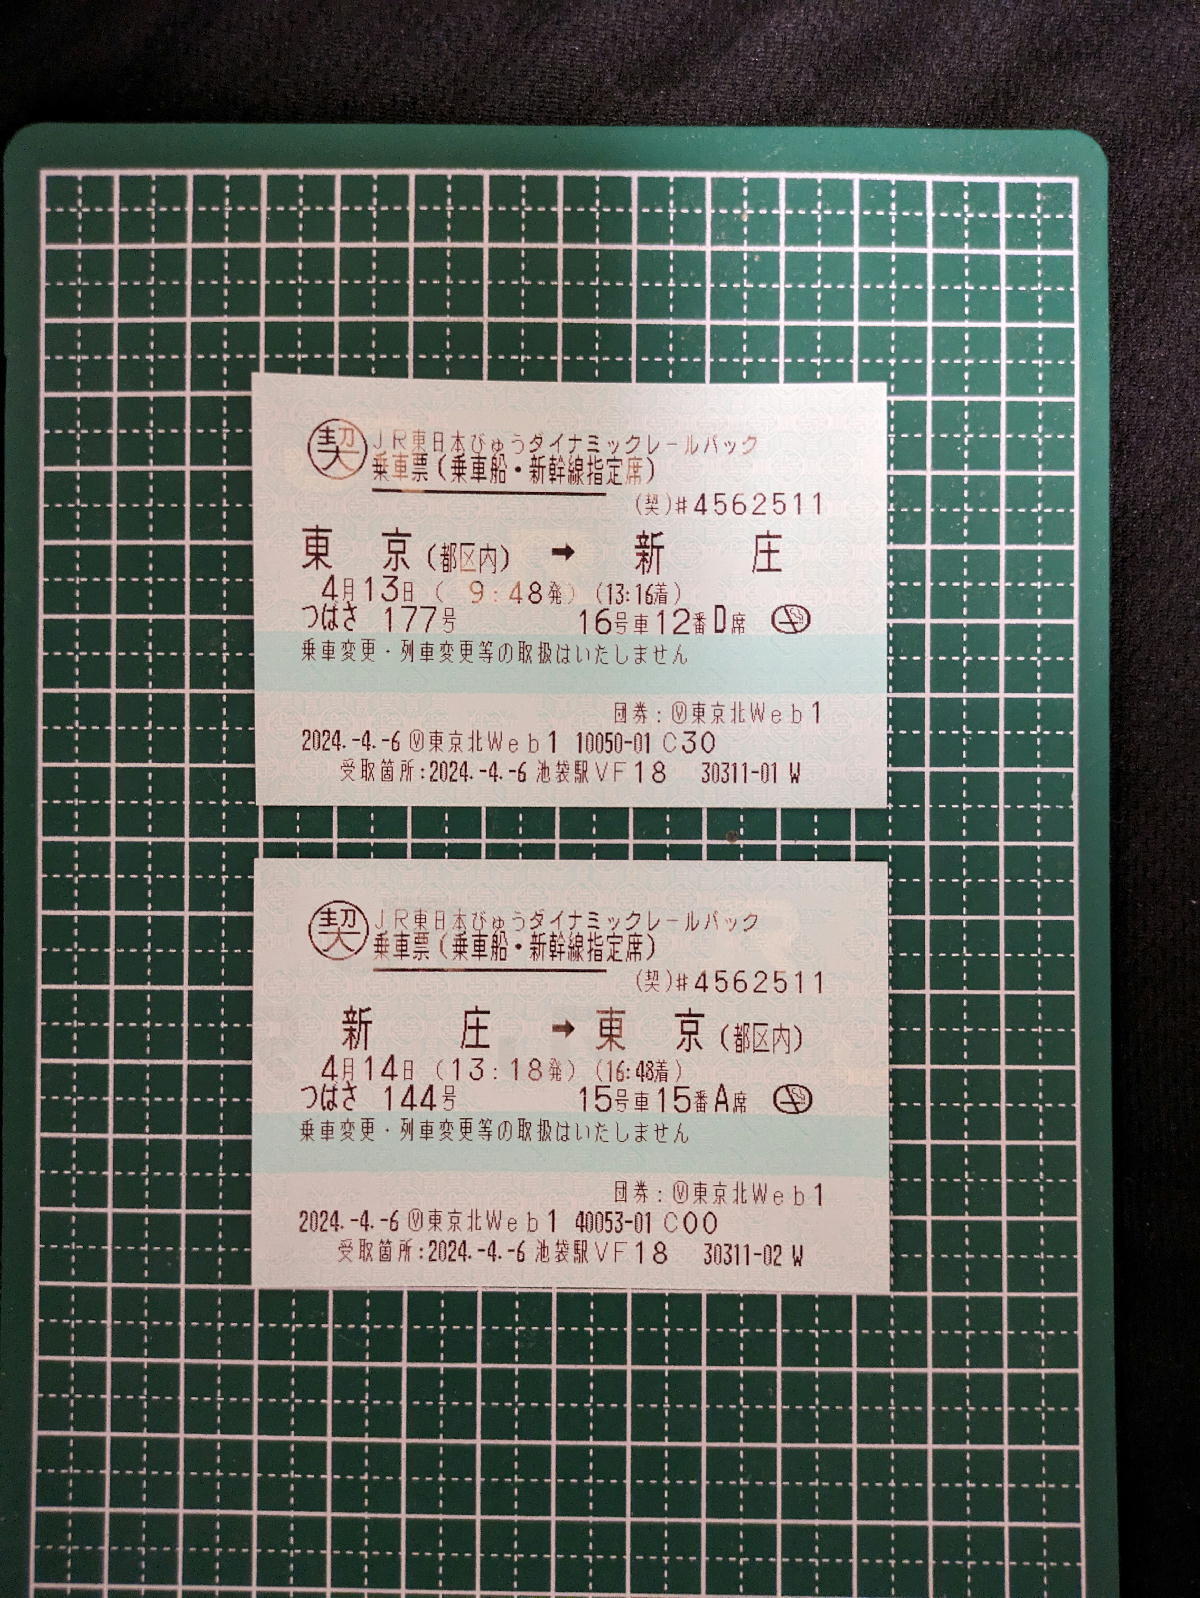 契 JR東日本びゅうダイナミックレールパック
乗車票(乗車船・新幹線指定席)
(契)#4562511
東京(都区内) → 新庄
4月13日 ( 9:48発) (13:16着)
つばさ 177号 16号車12番D席
乗車変更・列車変更等の取扱はいたしません
団券:Ⓥ東京北Web1
2024.-4.-6 Ⓥ東京北Web1 10050-01 C30
受取箇所:2024.-4.-6 池袋駅VF18 30311-01 W
契 JR東日本びゅうダイナミックレールパック
乗車票(乗車船・新幹線指定席)
(契)#4562511
新庄 → 東京(都区内)
4月14日 (13:18発) (16:48着)
つばさ 144号 15号車15番A席
乗車変更・列車変更等の取扱はいたしません
団券:Ⓥ東京北Web1
2024.-4.-6 Ⓥ東京北Web1 40053-01 C00
受取箇所:2024.-4.-6 池袋駅VF18 30311-02 W